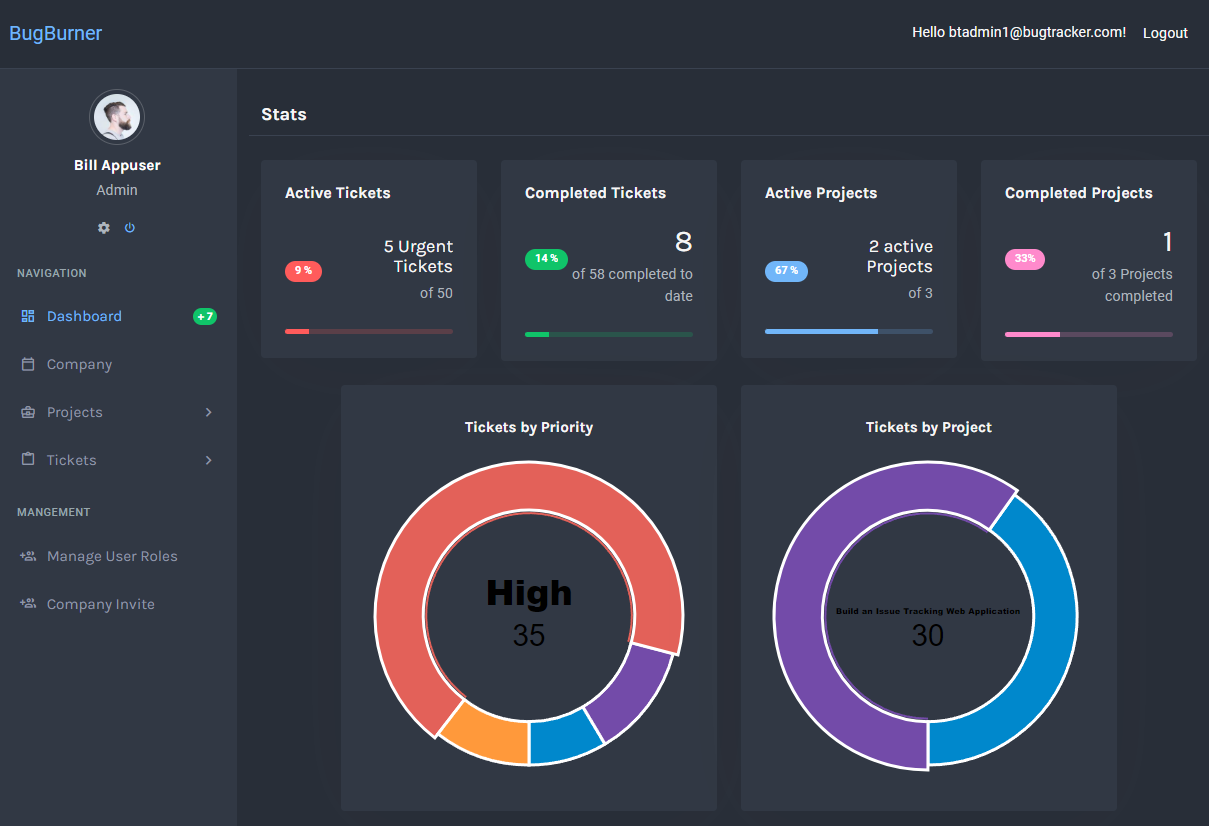 BugBurner
Hello btadmin1@bugtracker.com!
Logout
Bill Appuser
Admin
NAVIGATION
Dashboard
+7
Company
Projects
Tickets
MANGEMENT
Manage User Roles
Company Invite
Stats
Active Tickets
9 %
5 Urgent
Tickets
of 50
Completed Tickets
14 %
8
of 58 completed to
date
Active Projects
67 %
2 active
Projects
of 3
Completed Projects
33%
1
of 3 Projects
completed
Tickets by Priority
High
35
Tickets by Project
Build an Issue Tracking Web Application
30